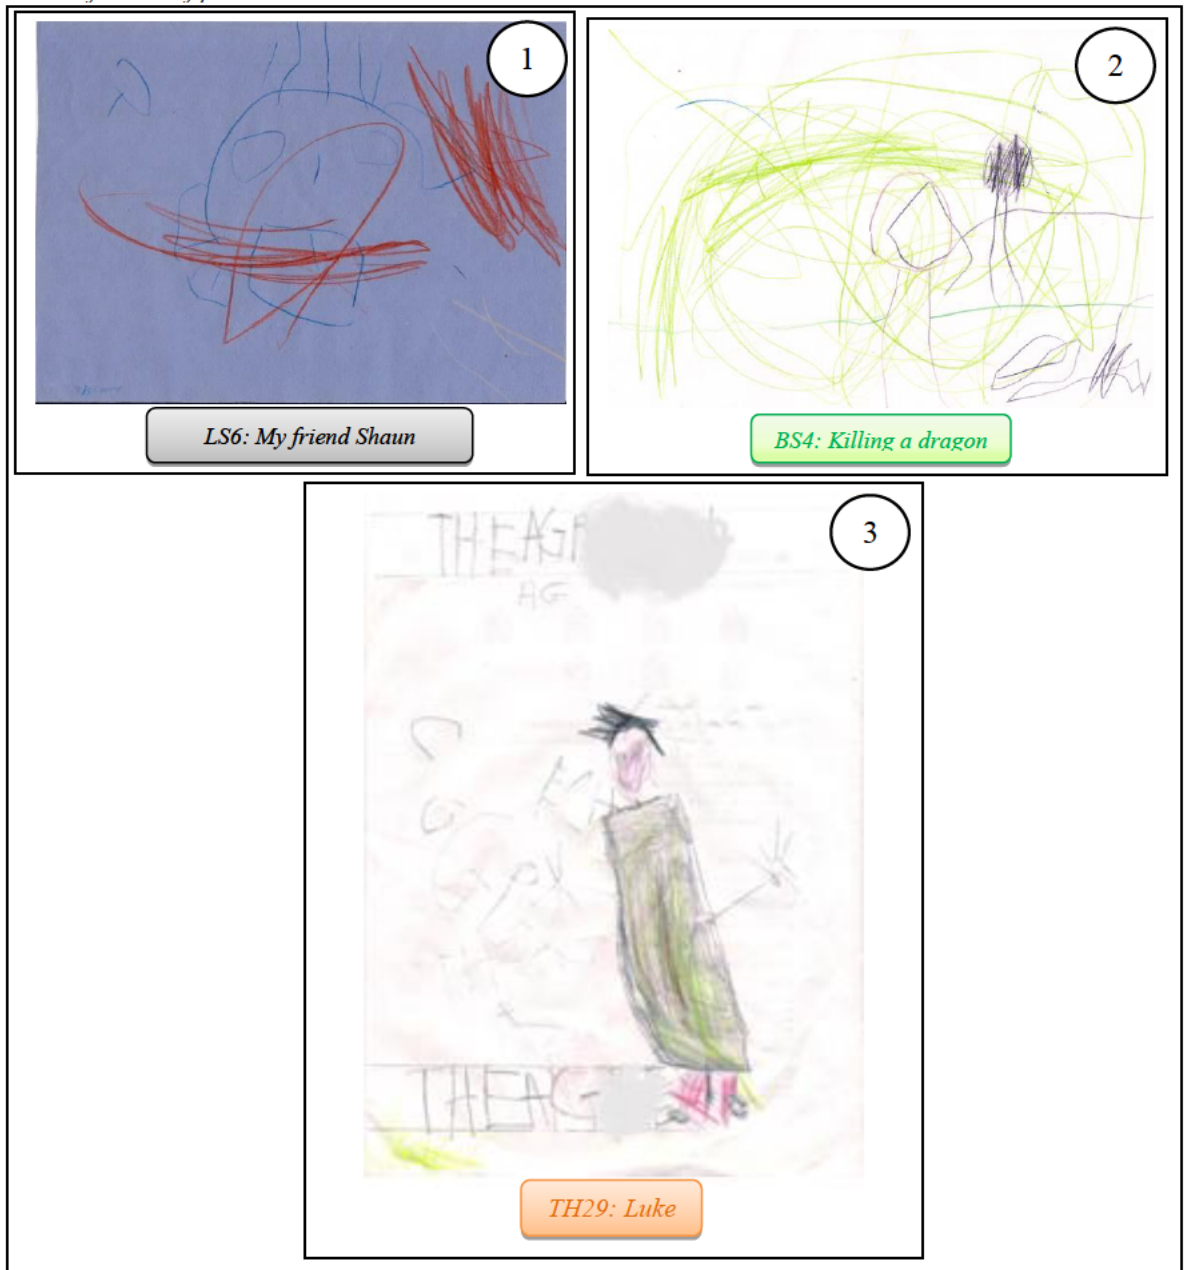 1
2
LS6: My friend Shaun
BS4: Killing a dragon
3
THEAG
AG
THEAG
TH29: Luke